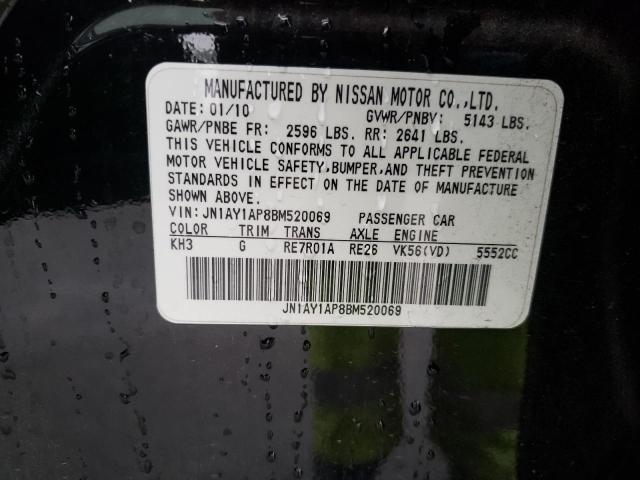 MANUFACTURED BY NISSAN MOTOR CO.,LTD.
DATE: 01/10 GVWR/PNBV: 5143 LBS.
GAWR/PNBE FR: 2596 LBS. RR: 2641 LBS.
THIS VEHICLE CONFORMS TO ALL APPLICABLE FEDERAL
MOTOR VEHICLE SAFETY,BUMPER,AND THEFT PREVENTION
STANDARDS IN EFFECT ON THE DATE OF MANUFACTURE
SHOWN ABOVE.
VIN: JN1AY1AP8BM520069 PASSENGER CAR
COLOR TRIM TRANS AXLE ENGINE
KH3 G RE7R01A RE26 VK56(VD) 5552CC
JN1AY1AP8BM520069